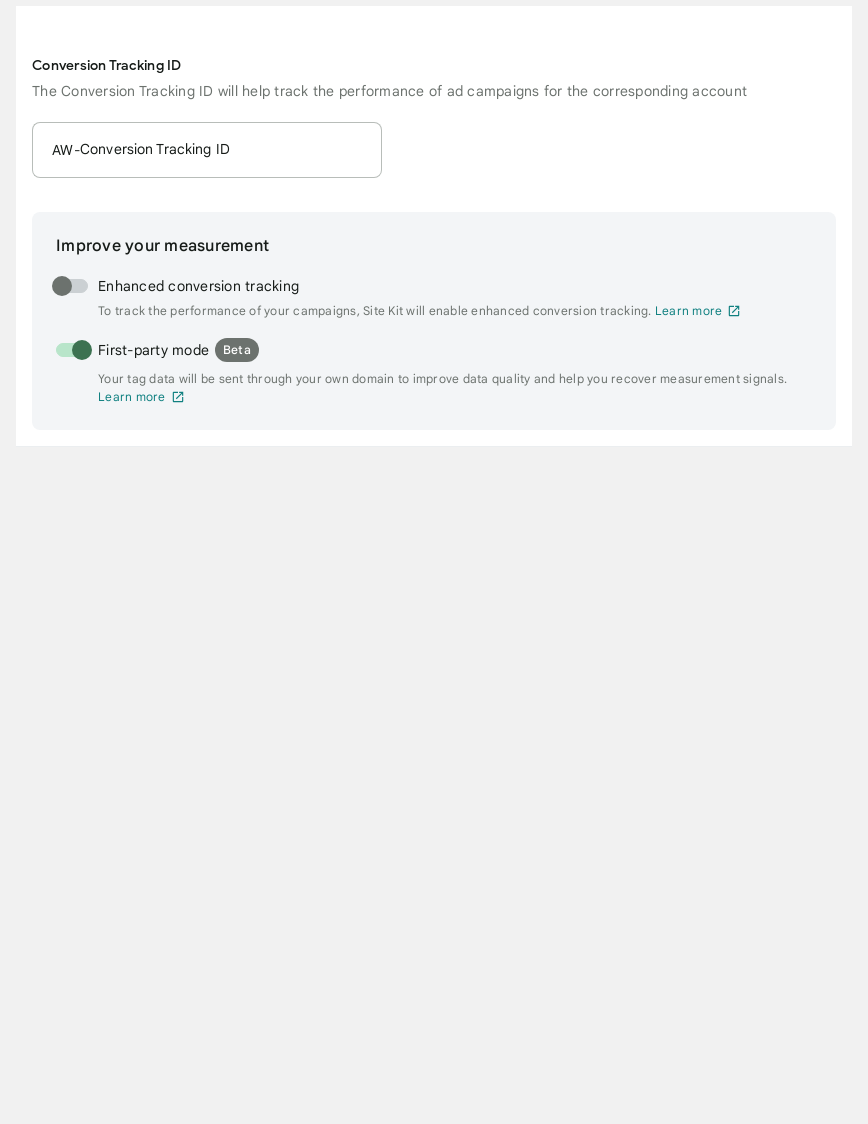 Conversion Tracking ID
The Conversion Tracking ID will help track the performance of ad campaigns for the corresponding account
AW-Conversion Tracking ID
Improve your measurement
Enhanced conversion tracking
To track the performance of your campaigns, Site Kit will enable enhanced conversion tracking. Learn more
First-party mode Beta
Your tag data will be sent through your own domain to improve data quality and help you recover measurement signals.
Learn more